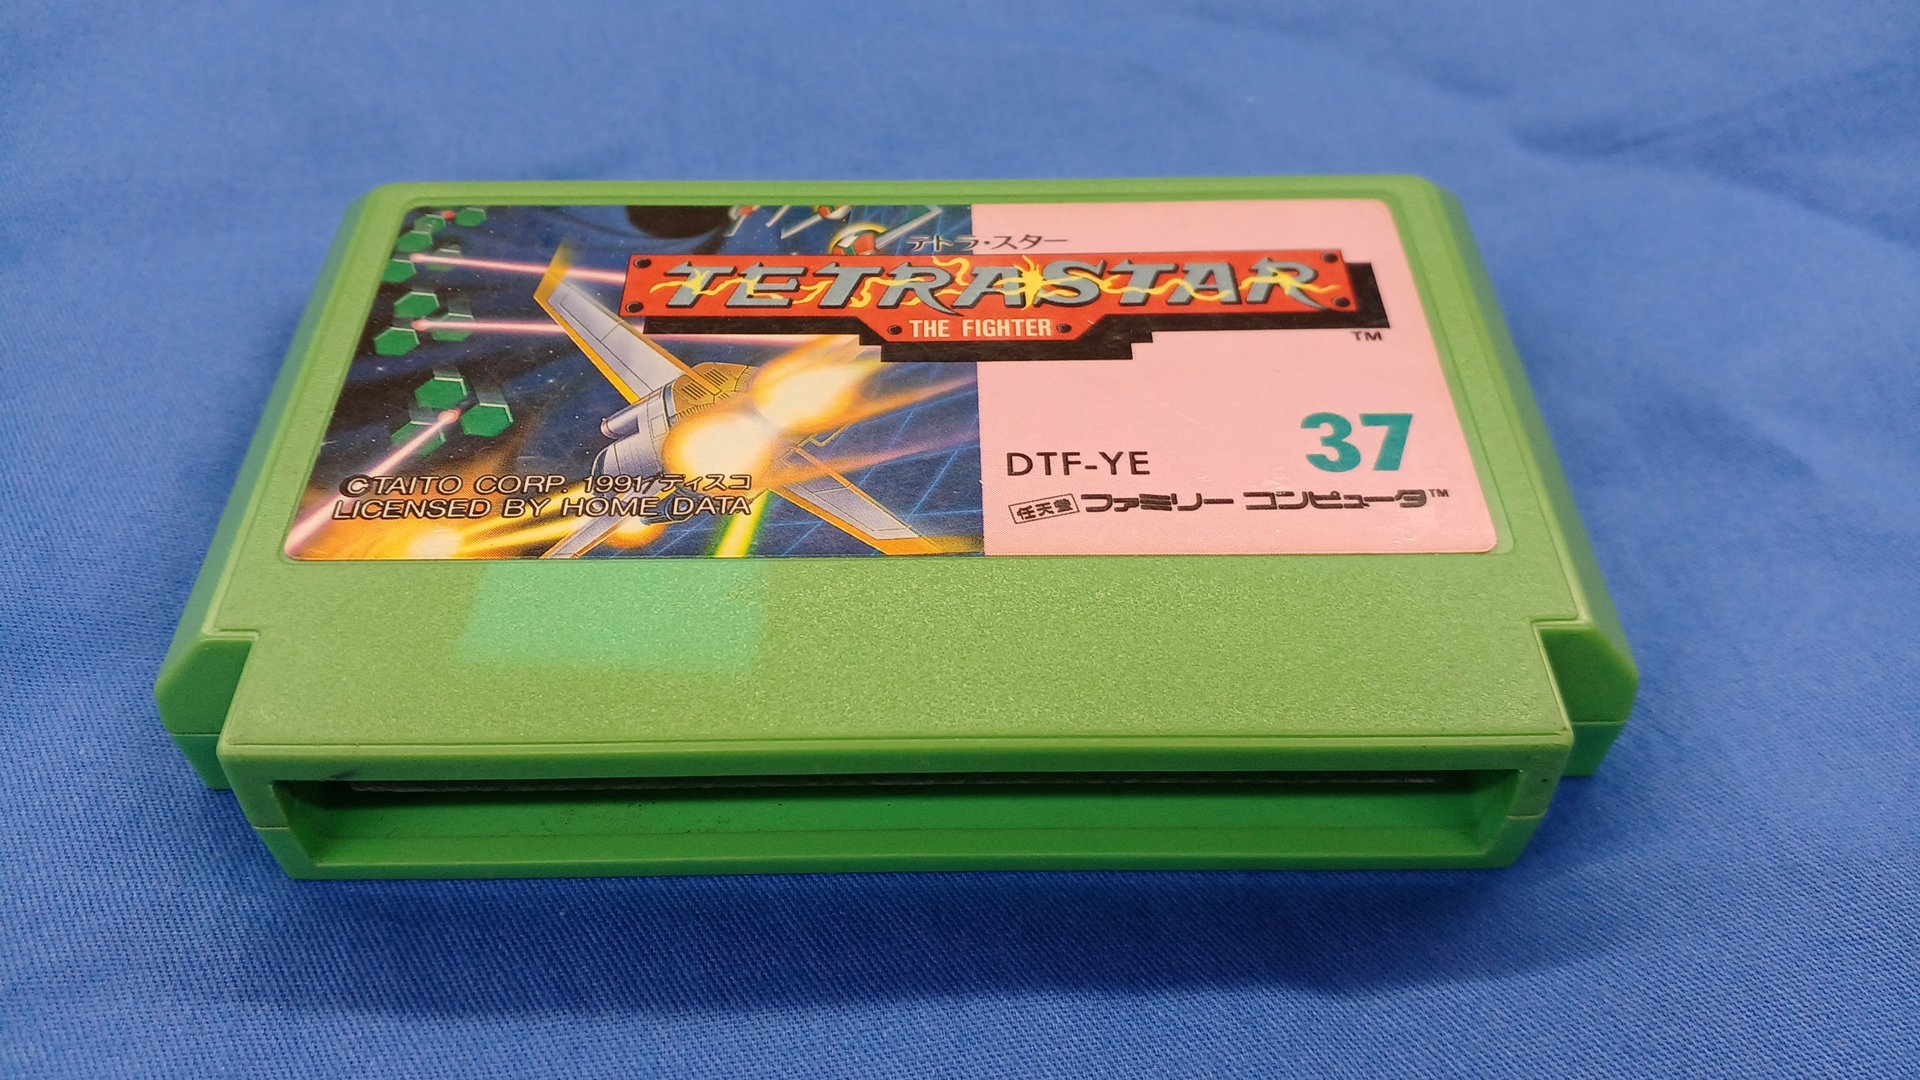 テトラ・スター
TETRASTAR
THE FIGHTER
TM
37
DTF-YE
©TAITO CORP. 1991/ディスコ
LICENSED BY HOME DATA
任天堂 ファミリー コンピュータ™